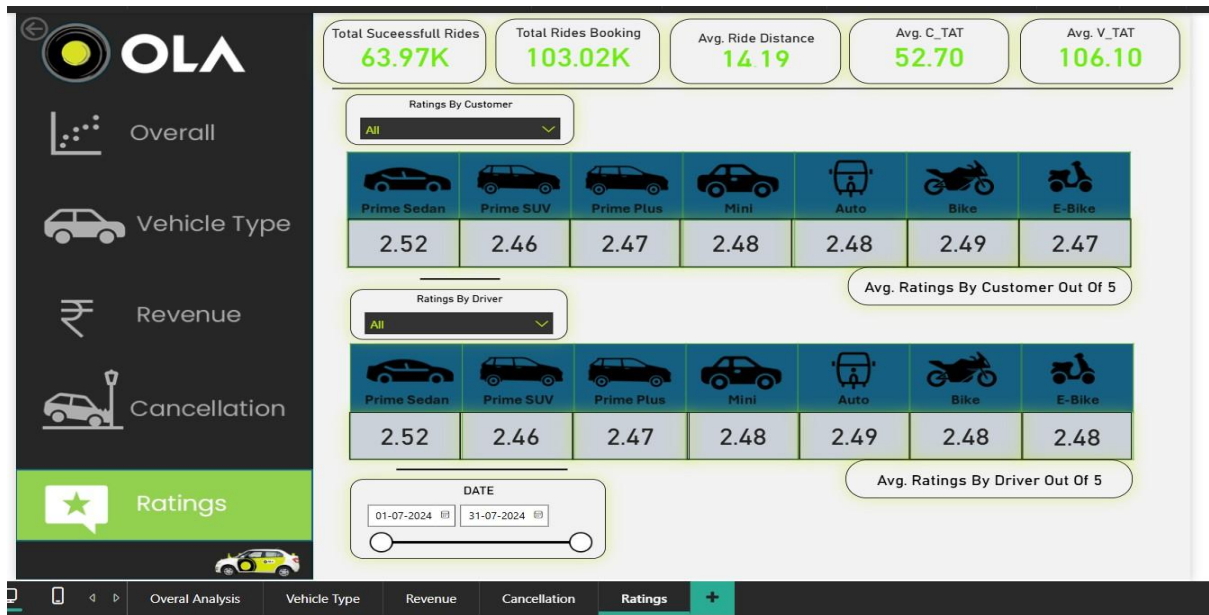 OLA
Overall
Vehicle Type
Revenue
Cancellation
Ratings
Total Suceessfull Rides
63.97K
Total Rides Booking
103.02K
Avg. Ride Distance
14.19
Avg. C_TAT
52.70
Avg. V_TAT
106.10
Ratings By Customer
All
Prime Sedan Prime SUV Prime Plus Mini Auto Bike E-Bike
2.52 2.46 2.47 2.48 2.48 2.49 2.47
Avg. Ratings By Customer Out Of 5
Ratings By Driver
All
Prime Sedan Prime SUV Prime Plus Mini Auto Bike E-Bike
2.52 2.46 2.47 2.48 2.49 2.48 2.48
Avg. Ratings By Driver Out Of 5
DATE
01-07-2024 31-07-2024
Overal Analysis Vehicle Type Revenue Cancellation Ratings +